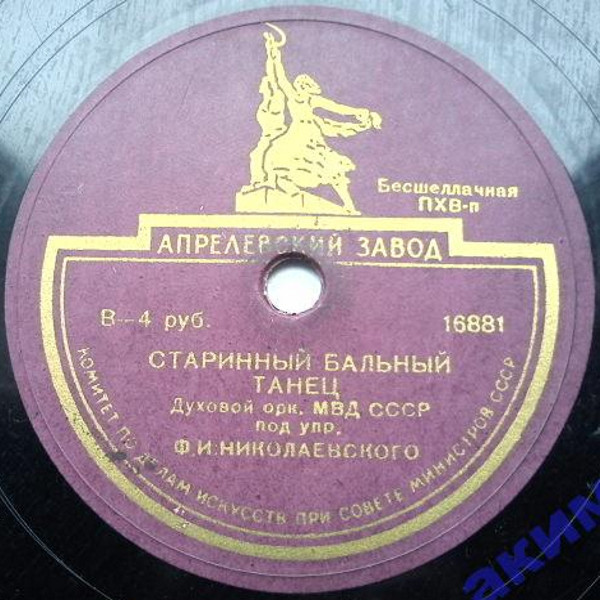 Бесшеллачная
ПХВ-п
АПРЕЛЕВСКИЙ ЗАВОД
В–4 руб.
16881
СТАРИННЫЙ БАЛЬНЫЙ
ТАНЕЦ
Духовой орк. МВД СССР
под упр.
Ф.И.НИКОЛАЕВСКОГО
КОМИТЕТ ПО ДЕЛАМ ИСКУССТВ ПРИ СОВЕТЕ МИНИСТРОВ СССР